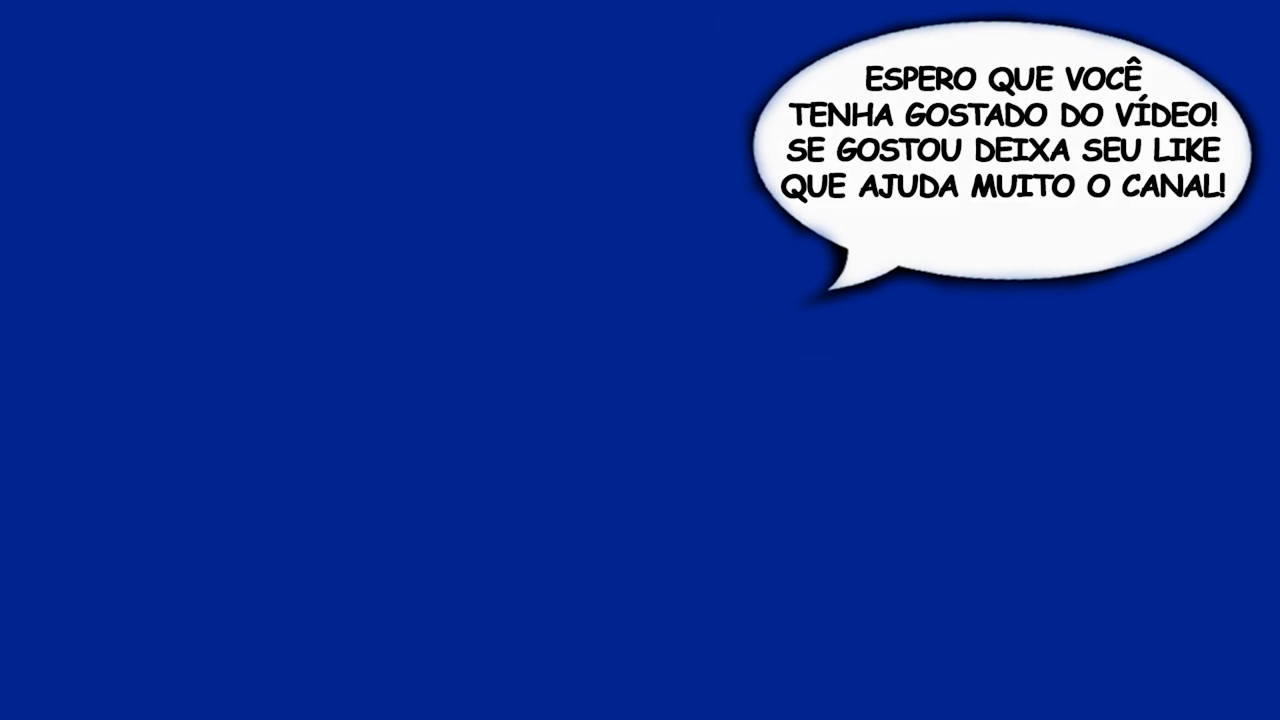 ESPERO QUE VOCÊ
TENHA GOSTADO DO VÍDEO!
SE GOSTOU DEIXA SEU LIKE
QUE AJUDA MUITO O CANAL!